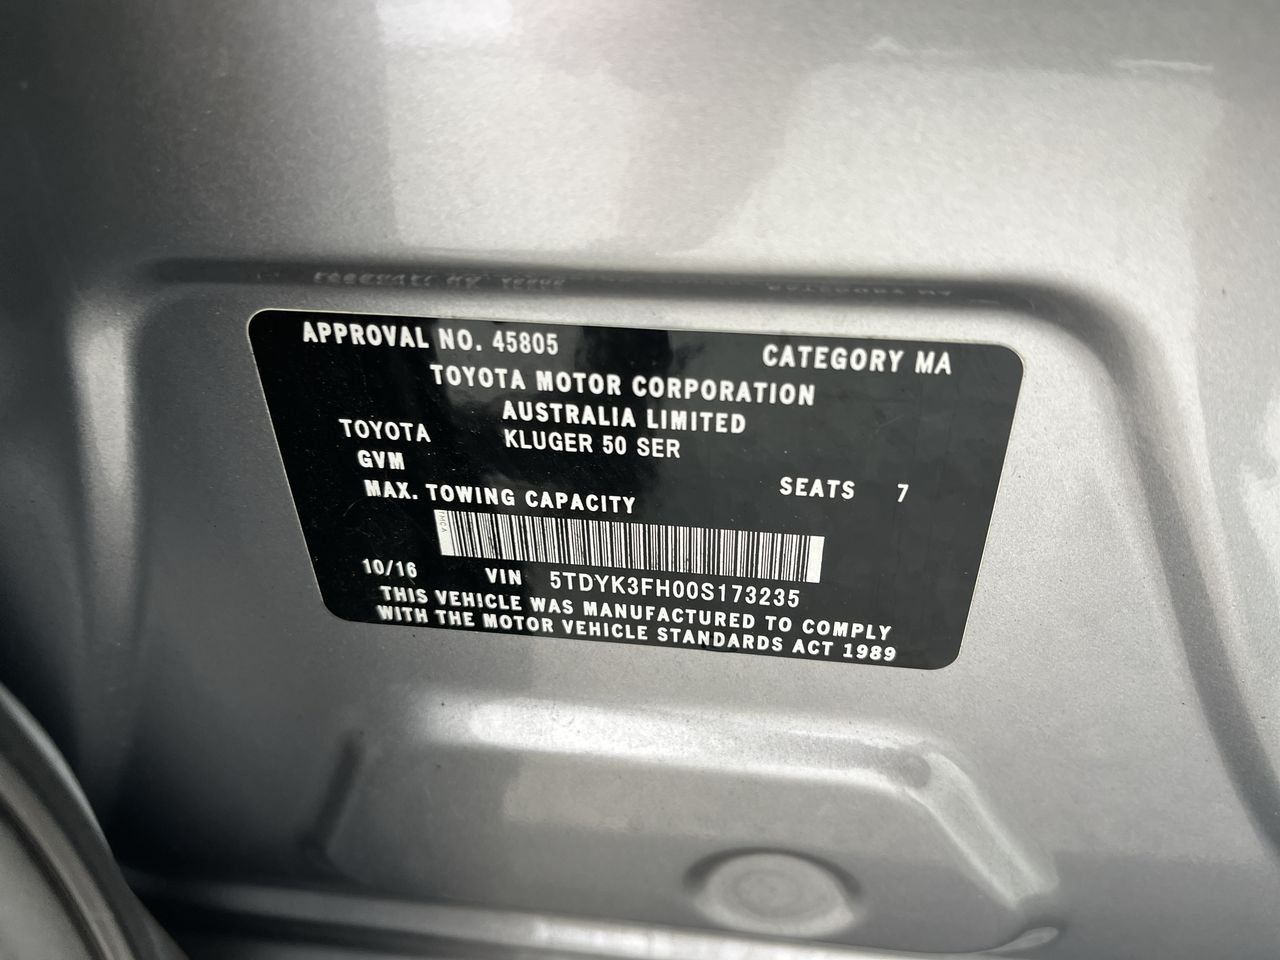 APPROVAL NO. 45805 CATEGORY MA
TOYOTA MOTOR CORPORATION
AUSTRALIA LIMITED
TOYOTA KLUGER 50 SER
GVM
SEATS 7
MAX. TOWING CAPACITY
10/16 VIN 5TDYK3FH00S173235
THIS VEHICLE WAS MANUFACTURED TO COMPLY
WITH THE MOTOR VEHICLE STANDARDS ACT 1989